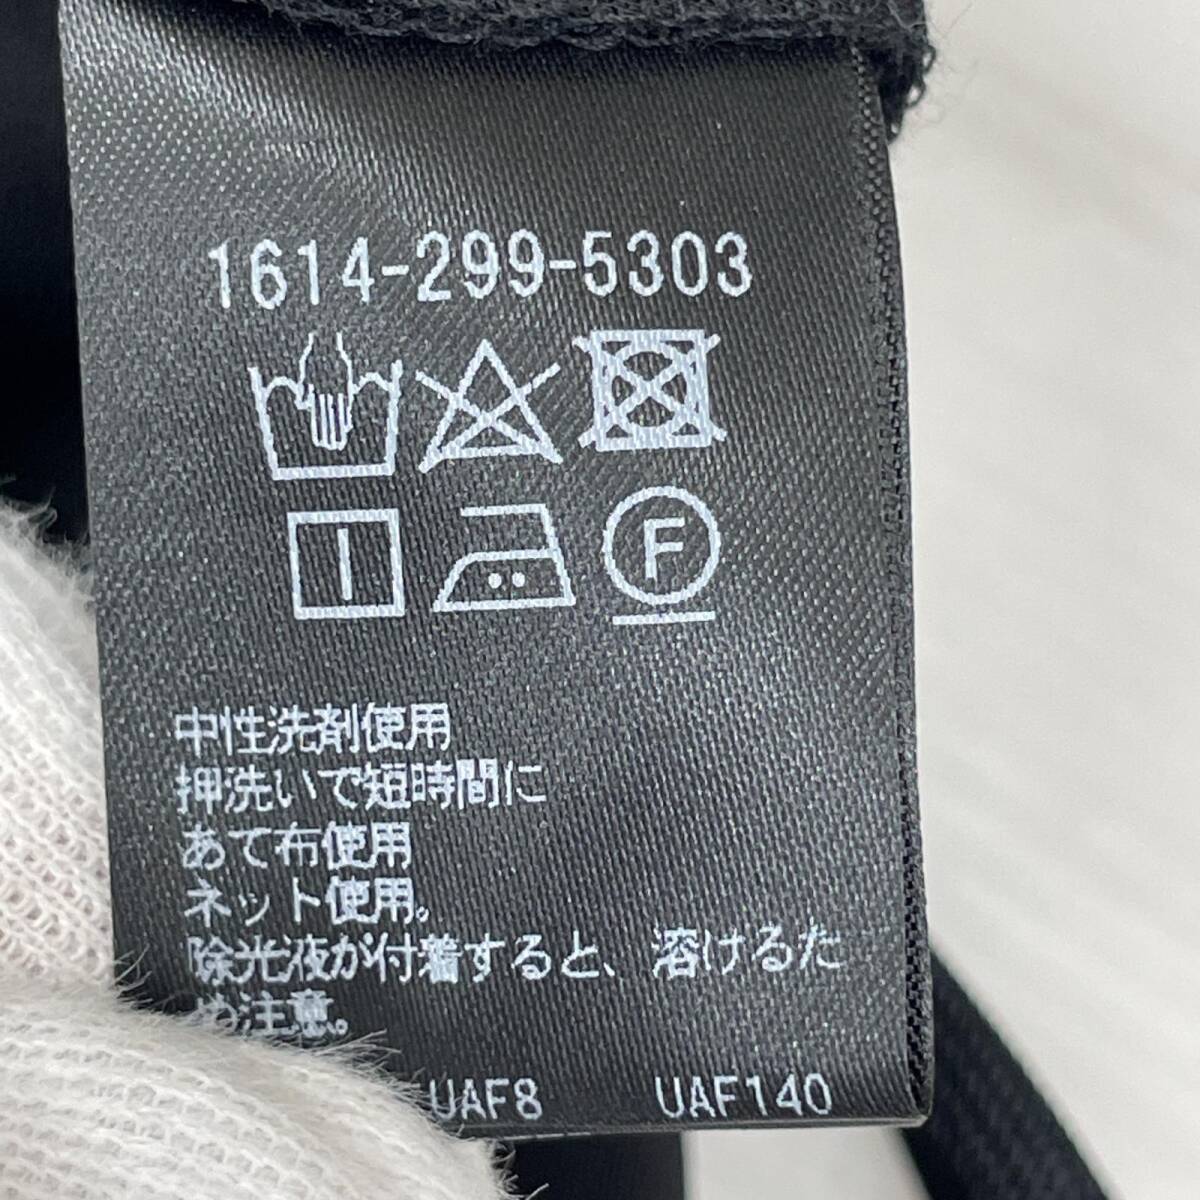 1614-299-5303
F
中性洗剤使用
押洗いで短時間に
あて布使用
ネット使用。
除光液が付着すると、溶けるた
め注意。
UAF8 UAF140